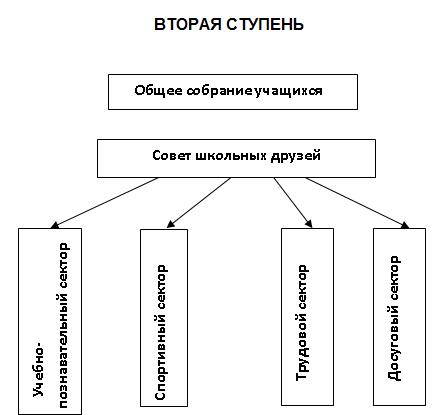 ВТОРАЯ СТУПЕНЬ
Общее собрание учащихся
Совет школьных друзей
Учебно-
познавательный сектор
Спортивный сектор
Трудовой сектор
Досуговый сектор